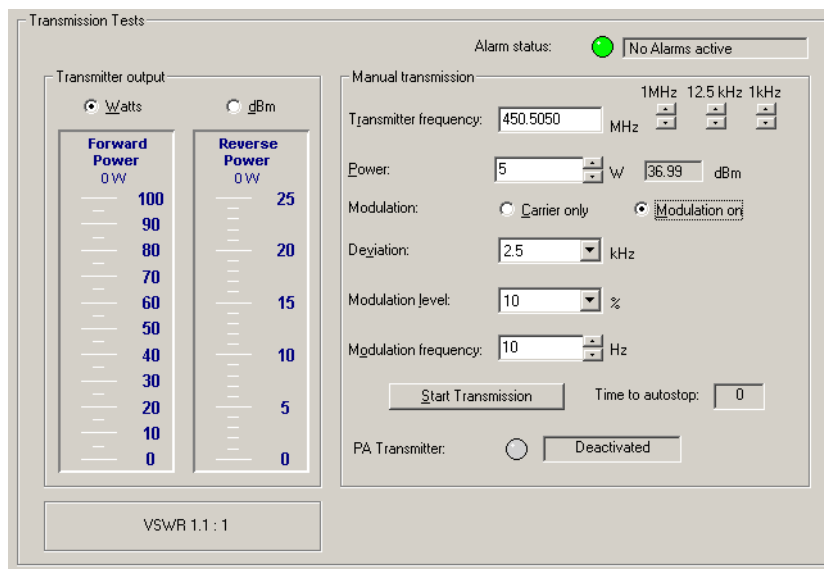 Transmission Tests
Alarm status: No Alarms active
Transmitter output
Watts dBm
Forward Power 0 W
100
90
80
70
60
50
40
30
20
10
0
Reverse Power 0 W
25
20
15
10
5
0
VSWR 1.1 : 1
Manual transmission
1MHz 12.5 kHz 1kHz
Transmitter frequency: 450.5050 MHz
Power: 5 W 36.99 dBm
Modulation: Carrier only Modulation on
Deviation: 2.5 kHz
Modulation level: 10 %
Modulation frequency: 10 Hz
Start Transmission Time to autostop: 0
PA Transmitter: Deactivated